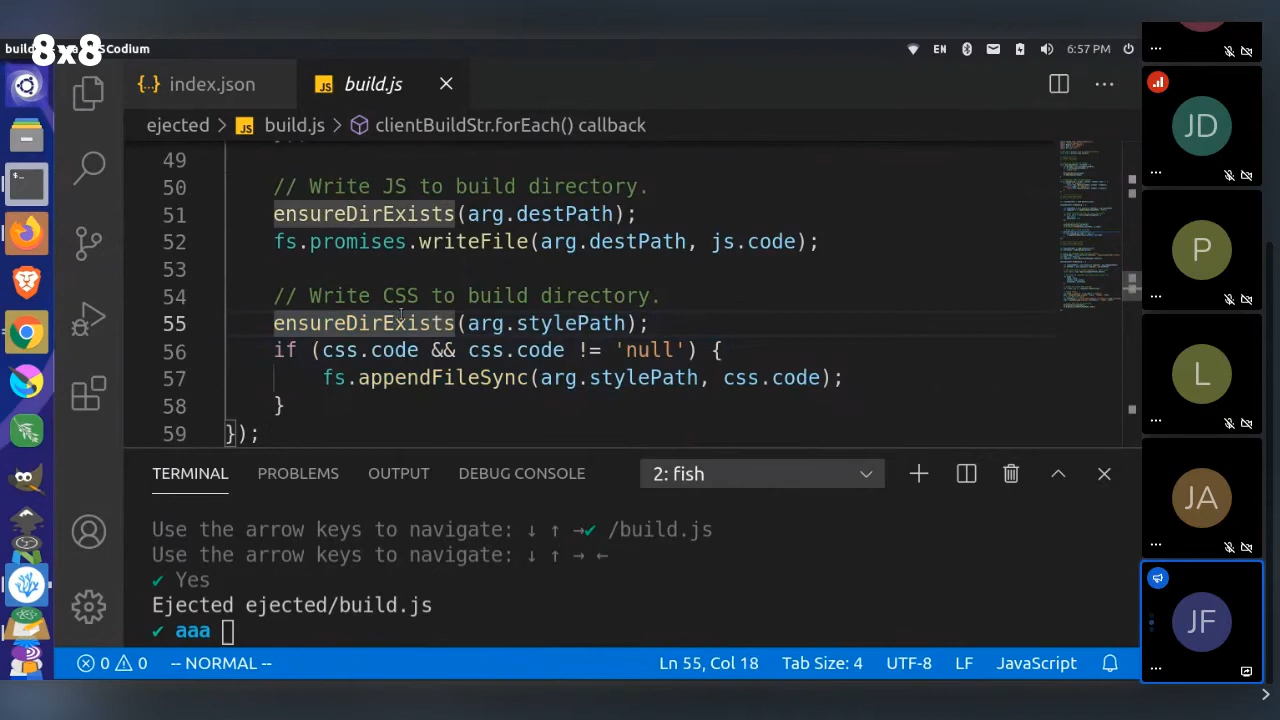 8x8
build
SCodium
EN
6:57 PM
index.json
JS build.js
ejected > JS build.js > clientBuildStr.forEach() callback
49
50 // Write JS to build directory.
51 ensureDirExists(arg.destPath);
52 fs.promises.writeFile(arg.destPath, js.code);
53
54 // Write CSS to build directory.
55 ensureDirExists(arg.stylePath);
56 if (css.code && css.code != 'null') {
57 fs.appendFileSync(arg.stylePath, css.code);
58 }
59 });
TERMINAL PROBLEMS OUTPUT DEBUG CONSOLE 2: fish
Use the arrow keys to navigate: ↓ ↑ →✔ /build.js
Use the arrow keys to navigate: ↓ ↑ → ←
✔ Yes
Ejected ejected/build.js
✔ aaa
0 0 -- NORMAL -- Ln 55, Col 18 Tab Size: 4 UTF-8 LF JavaScript
JD
P
L
JA
JF